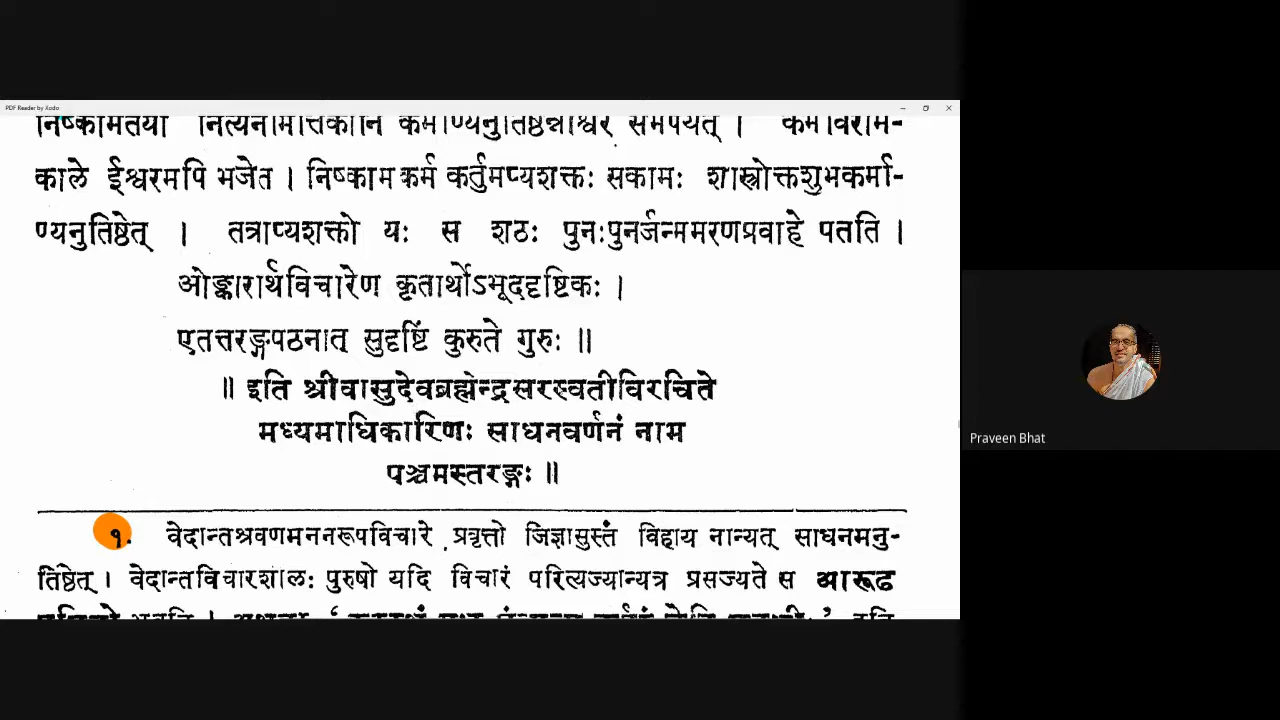 PDF Reader by Xodo
निष्कामतया नित्यनैमित्तिकानि कर्माण्यनुतिष्ठन्नीश्वरे समर्पयेत् । कर्मविराम-
काले ईश्वरमपि भजेत । निष्काम कर्म कर्तुमप्यशक्तः सकामः शास्त्रोक्तशुभकर्मा-
ण्यनुतिष्ठेत् । तत्राप्यशक्तो यः स शठः पुनःपुनर्जन्ममरणप्रवाहे पतति ।
ओङ्कारार्थविचारेण कृतार्थोऽभूददृष्टिकः ।
एतत्तरङ्गपठनात् सुदृष्टिं कुरुते गुरुः ॥
॥ इति श्रीवासुदेवब्रह्मेन्द्रसरस्वतीविरचिते
मध्यमाधिकारिणः साधनवर्णनं नाम
पञ्चमस्तरङ्गः ॥
१. वेदान्तश्रवणमननरूपविचारे प्रवृत्तो जिज्ञासुस्तं विहाय नान्यत् साधनमनु-
तिष्ठेत् । वेदान्तविचारशीलः पुरुषो यदि विचारं परित्यज्यान्यत्र प्रसज्यते स आरूढ
Praveen Bhat